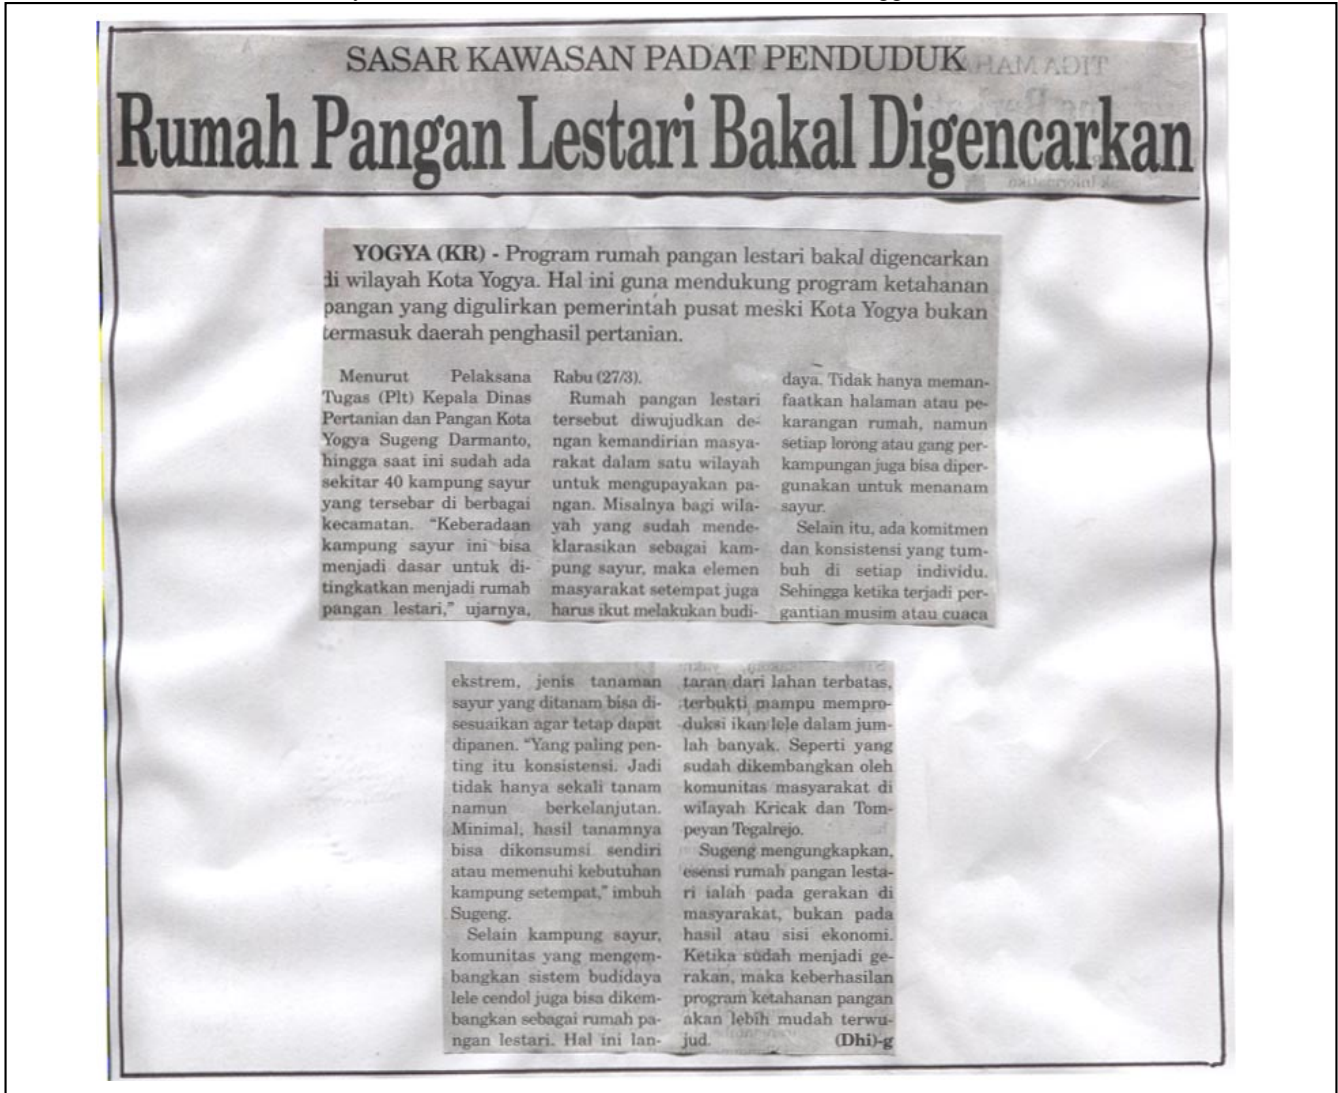 SASAR KAWASAN PADAT PENDUDUK
Rumah Pangan Lestari Bakal Digencarkan
YOGYA (KR) - Program rumah pangan lestari bakal digencarkan
di wilayah Kota Yogya. Hal ini guna mendukung program ketahanan
pangan yang digulirkan pemerintah pusat meski Kota Yogya bukan
termasuk daerah penghasil pertanian.
Menurut Pelaksana
Tugas (Plt) Kepala Dinas
Pertanian dan Pangan Kota
Yogya Sugeng Darmanto,
hingga saat ini sudah ada
sekitar 40 kampung sayur
yang tersebar di berbagai
kecamatan. "Keberadaan
kampung sayur ini bisa
menjadi dasar untuk di-
tingkatkan menjadi rumah
pangan lestari," ujarnya,
Rabu (27/3).
Rumah pangan lestari
tersebut diwujudkan de-
ngan kemandirian masya-
rakat dalam satu wilayah
untuk mengupayakan pa-
ngan. Misalnya bagi wila-
yah yang sudah mende-
klarasikan sebagai kam-
pung sayur, maka elemen
masyarakat setempat juga
harus ikut melakukan budi-
daya. Tidak hanya meman-
faatkan halaman atau pe-
karangan rumah, namun
setiap lorong atau gang per-
kampungan juga bisa diper-
gunakan untuk menanam
sayur.
Selain itu, ada komitmen
dan konsistensi yang tum-
buh di setiap individu.
Sehingga ketika terjadi per-
gantian musim atau cuaca
ekstrem, jenis tanaman
sayur yang ditanam bisa di-
sesuaikan agar tetap dapat
dipanen. "Yang paling pen-
ting itu konsistensi. Jadi
tidak hanya sekali tanam
namun berkelanjutan.
Minimal, hasil tanamnya
bisa dikonsumsi sendiri
atau memenuhi kebutuhan
kampung setempat," imbuh
Sugeng.
Selain kampung sayur,
komunitas yang mengem-
bangkan sistem budidaya
lele cendol juga bisa dikem-
bangkan sebagai rumah pa-
ngan lestari. Hal ini lan-
taran dari lahan terbatas,
terbukti mampu mempro-
duksi ikan lele dalam jum-
lah banyak. Seperti yang
sudah dikembangkan oleh
komunitas masyarakat di
wilayah Kricak dan Tom-
peyan Tegalrejo.
Sugeng mengungkapkan,
esensi rumah pangan lesta-
ri ialah pada gerakan di
masyarakat, bukan pada
hasil atau sisi ekonomi.
Ketika sudah menjadi ge-
rakan, maka keberhasilan
program ketahanan pangan
akan lebih mudah terwu-
jud. (Dhi)-g